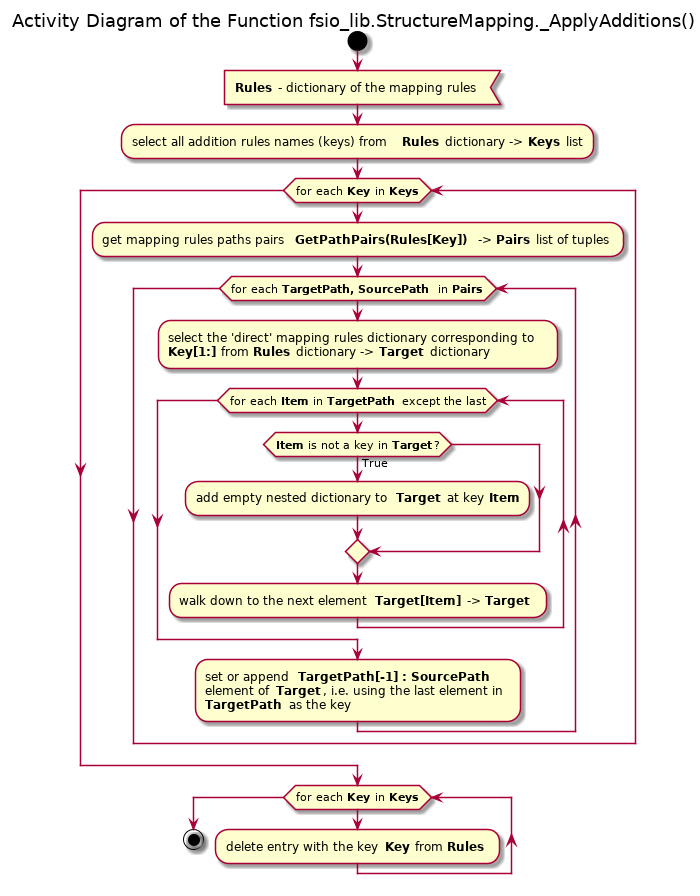 Activity Diagram of the Function fsio_lib.StructureMapping._ApplyAdditions()
Rules - dictionary of the mapping rules
select all addition rules names (keys) from Rules dictionary -> Keys list
for each Key in Keys
get mapping rules paths pairs GetPathPairs(Rules[Key]) -> Pairs list of tuples
for each TargetPath, SourcePath in Pairs
select the 'direct' mapping rules dictionary corresponding to
Key[1:] from Rules dictionary -> Target dictionary
for each Item in TargetPath except the last
Item is not a key in Target?
True
add empty nested dictionary to Target at key Item
walk down to the next element Target[Item] -> Target
set or append TargetPath[-1] : SourcePath
element of Target, i.e. using the last element in
TargetPath as the key
for each Key in Keys
delete entry with the key Key from Rules